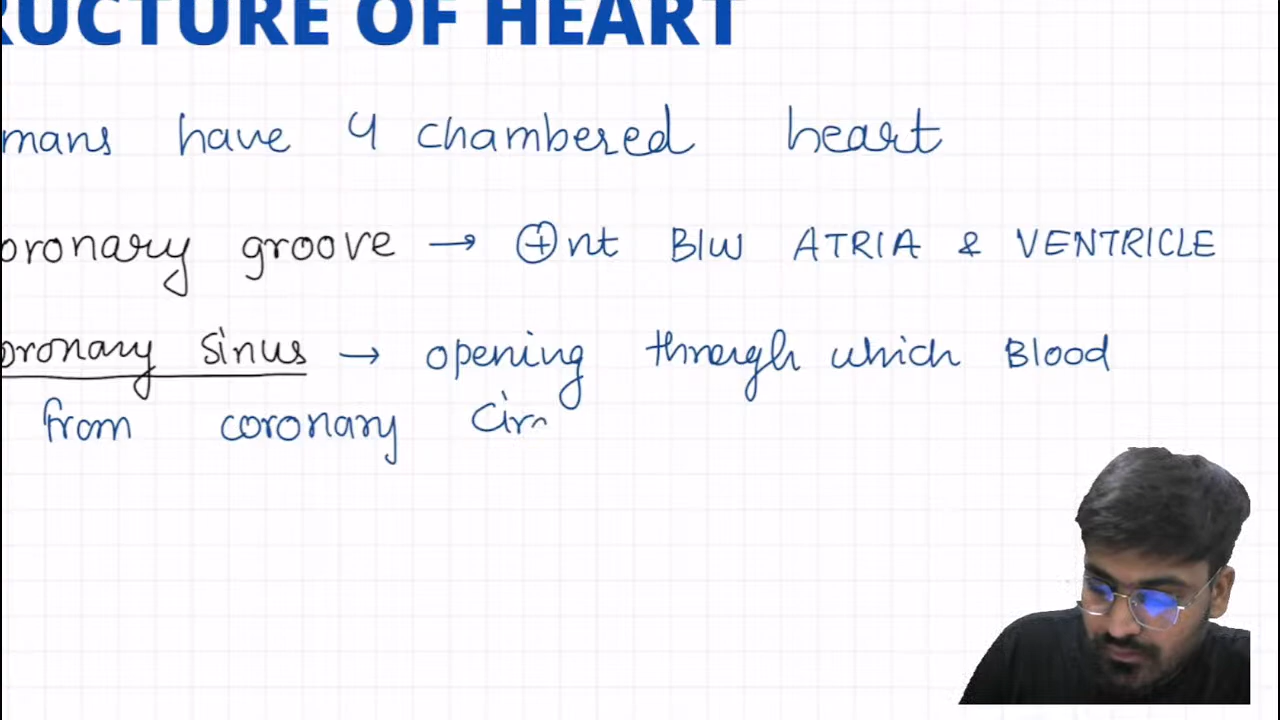 RUCTURE OF HEART
mans have 4 chambered heart
oronary groove → ⊕nt B/W ATRIA & VENTRICLE
oronary sinus → opening through which Blood
from coronary Cir